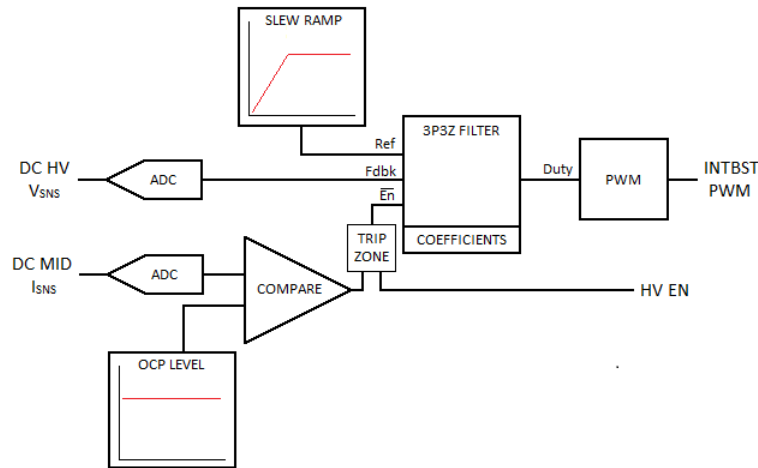 SLEW RAMP
3P3Z FILTER
Ref
DC HV
VSNS
ADC
Fdbk
En
Duty
PWM
INTBST
PWM
COEFFICIENTS
TRIP
ZONE
DC MID
ISNS
ADC
COMPARE
HV EN
OCP LEVEL